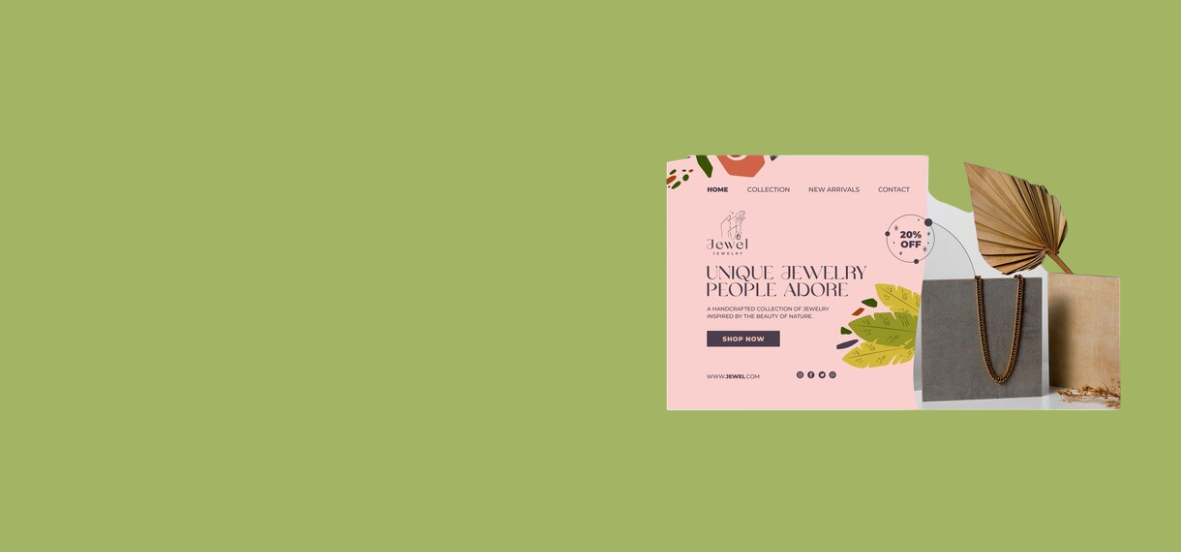 HOME COLLECTION NEW ARRIVALS CONTACT
Jewel
JEWELRY
20%
OFF
UNIQUE JEWELRY
PEOPLE ADORE
A HANDCRAFTED COLLECTION OF JEWELRY
INSPIRED BY THE BEAUTY OF NATURE.
SHOP NOW
WWW.JEWEL.COM